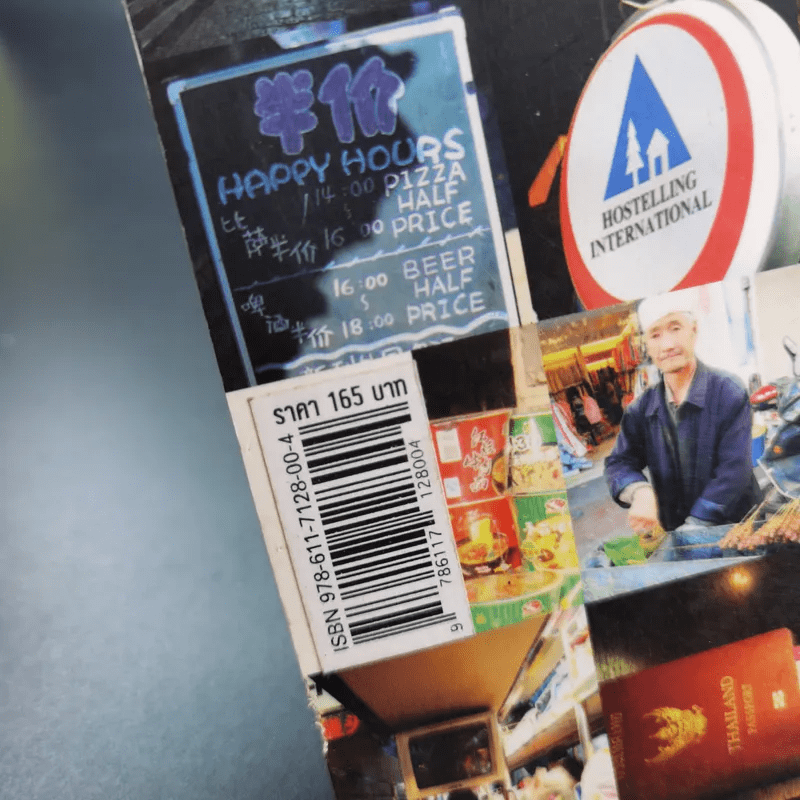 半价
HAPPY HOURS
比萨半价
14:00
16:00
PIZZA
HALF
PRICE
啤酒半价
16:00
18:00
BEER
HALF
PRICE
HOSTELLING
INTERNATIONAL
ราคา 165 บาท
ISBN 978-611-7128-00-4
9 786117 128004
THAILAND
PASSPORT